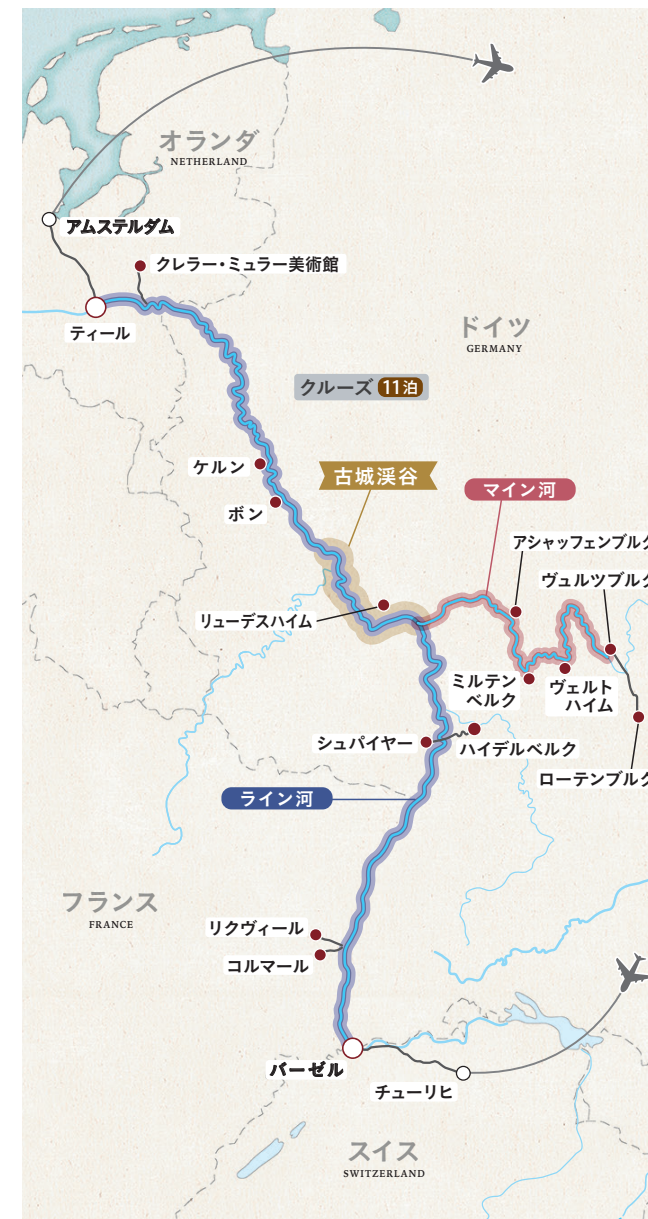 オランダ
NETHERLAND
アムステルダム
クレラー・ミュラー美術館
ティール
ドイツ
GERMANY
クルーズ 11泊
ケルン
古城渓谷
マイン河
ボン
アシャッフェンブルク
ヴュルツブルク
リューデスハイム
ミルテン
ベルク
ヴェルト
ハイム
シュパイヤー
ハイデルベルク
ローテンブルク
ライン河
フランス
FRANCE
リクヴィール
コルマール
バーゼル
チューリヒ
スイス
SWITZERLAND